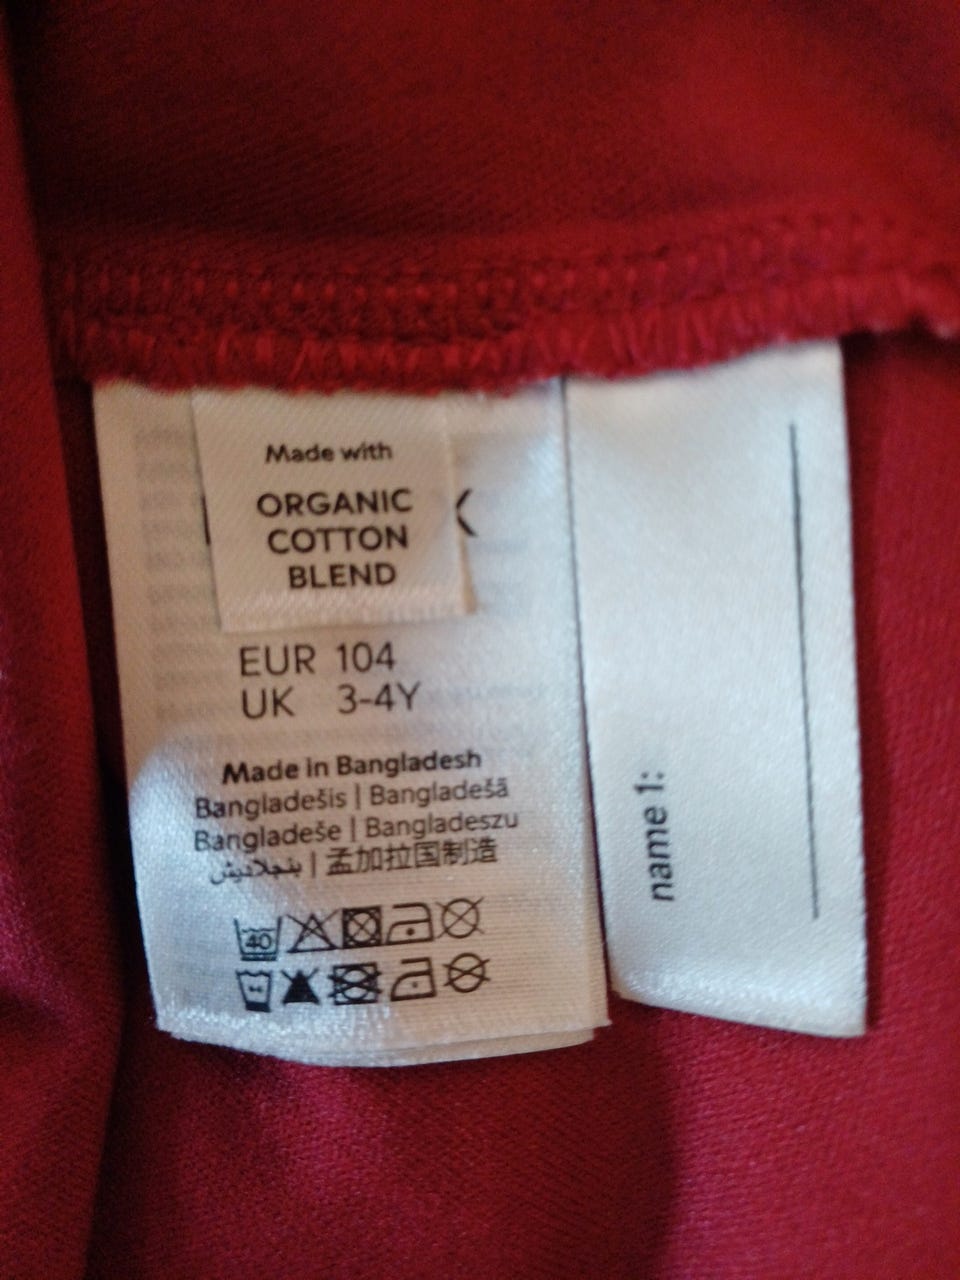 Made with
ORGANIC
COTTON
BLEND
EUR 104
UK 3-4Y
Made in Bangladesh
Bangladešis | Bangladešā
Bangladeše | Bangladeszu
بنجلاديش | 孟加拉国制造
40
name 1: